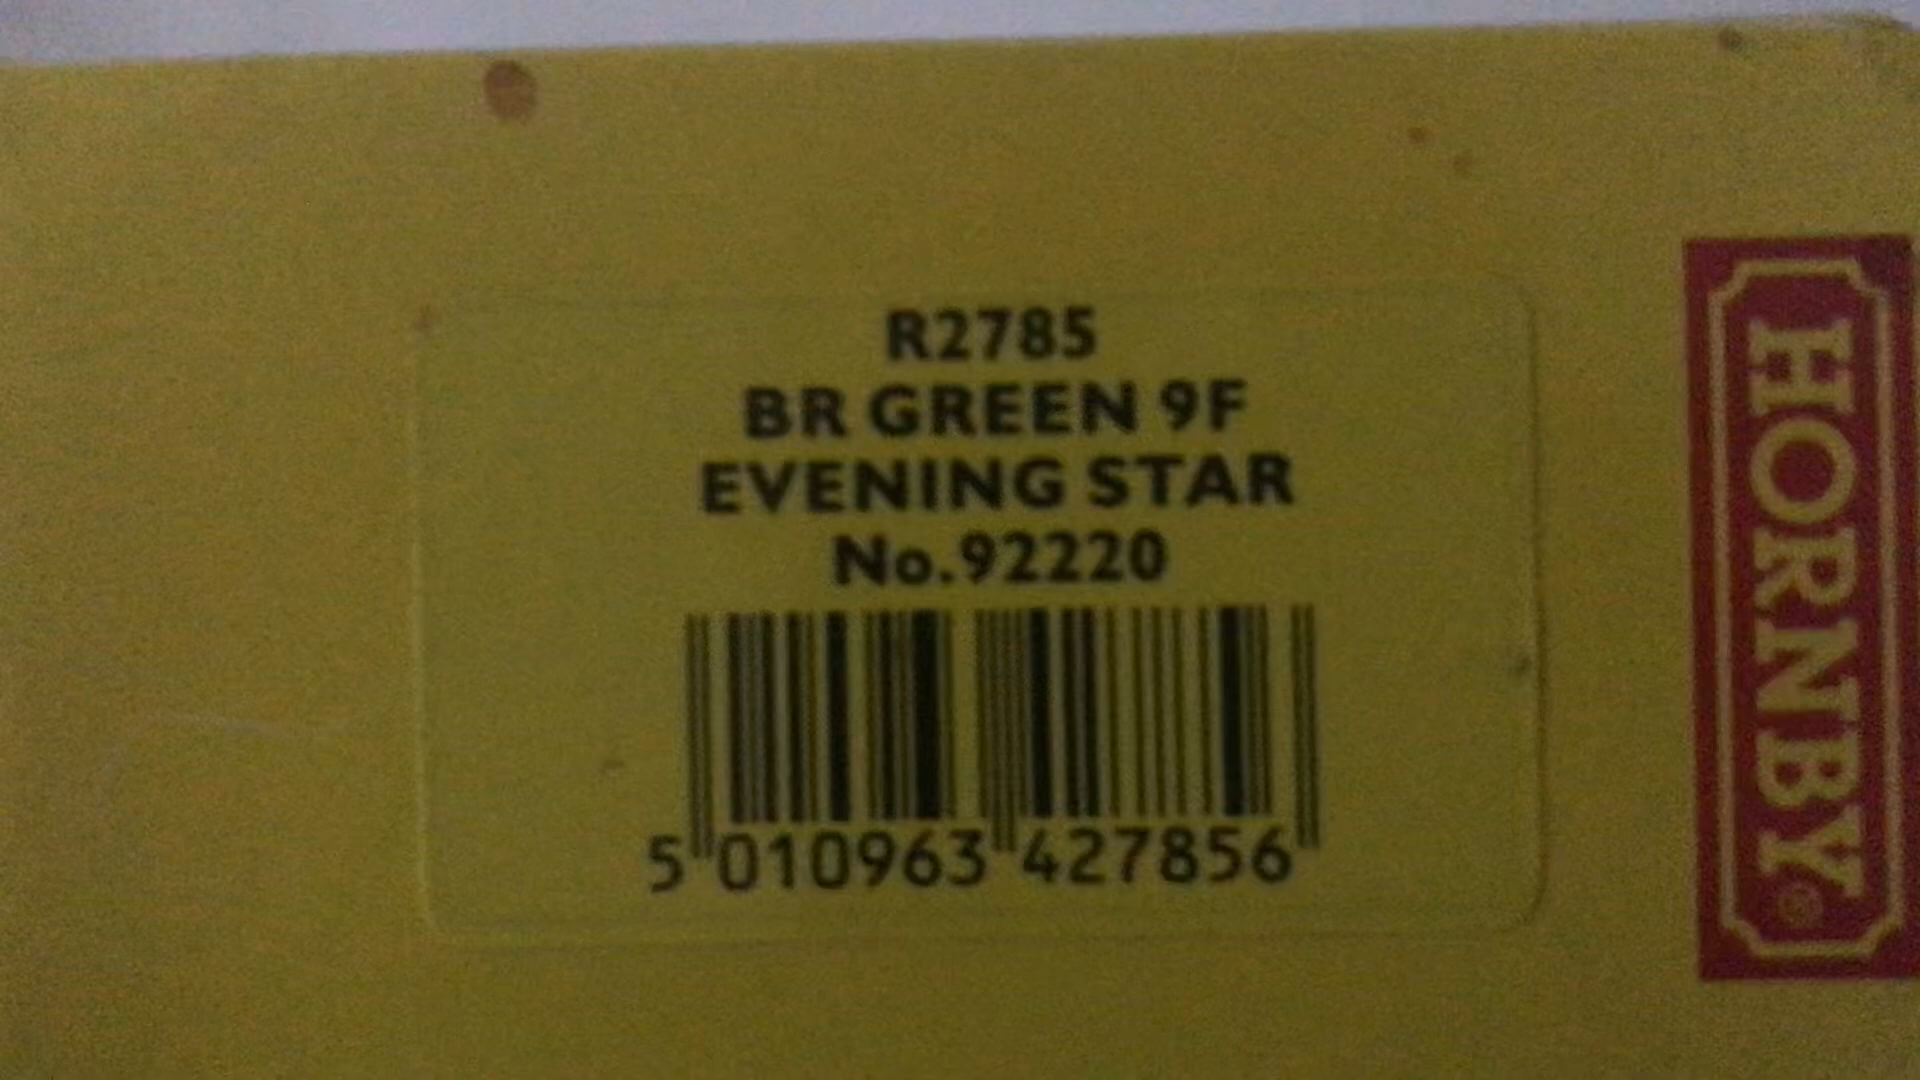 R2785
BR GREEN 9F
EVENING STAR
No.92220
5 010963 427856
HORNBY®